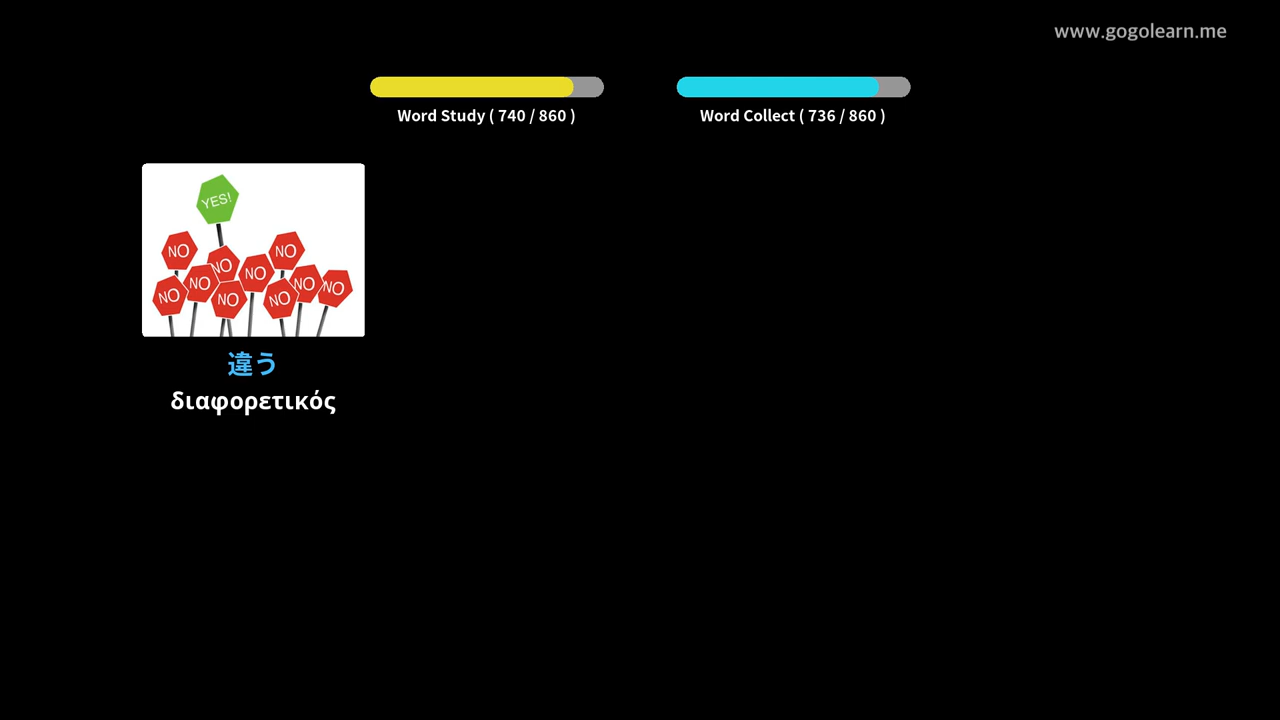 www.gogolearn.me
Word Study ( 740 / 860 )
Word Collect ( 736 / 860 )
YES!
NO
NO
NO
NO
NO
NO
NO
NO
NO
NO
違う
διαφορετικός